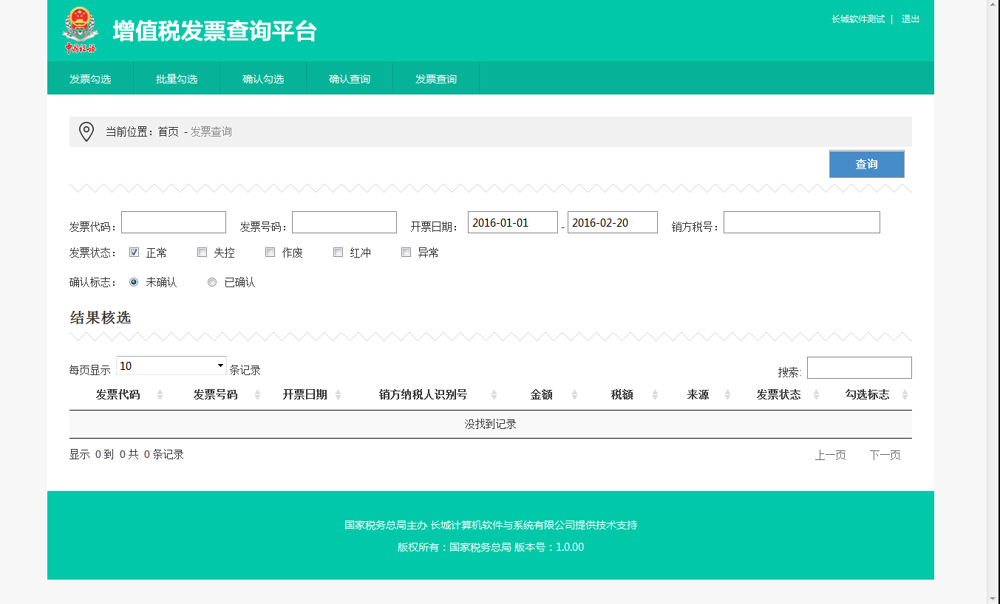 中国税务
增值税发票查询平台
长城软件测试 | 退出
发票勾选 批量勾选 确认勾选 确认查询 发票查询
当前位置：首页 - 发票查询
查询
发票代码： 发票号码： 开票日期： 2016-01-01 - 2016-02-20 销方税号：
发票状态： 正常 失控 作废 红冲 异常
确认标志： 未确认 已确认
结果核选
每页显示 10 条记录 搜索:
发票代码 发票号码 开票日期 销方纳税人识别号 金额 税额 来源 发票状态 勾选标志
没找到记录
显示 0 到 0 共 0 条记录 上一页 下一页
国家税务总局主办 长城计算机软件与系统有限公司提供技术支持
版权所有：国家税务总局 版本号：1.0.00